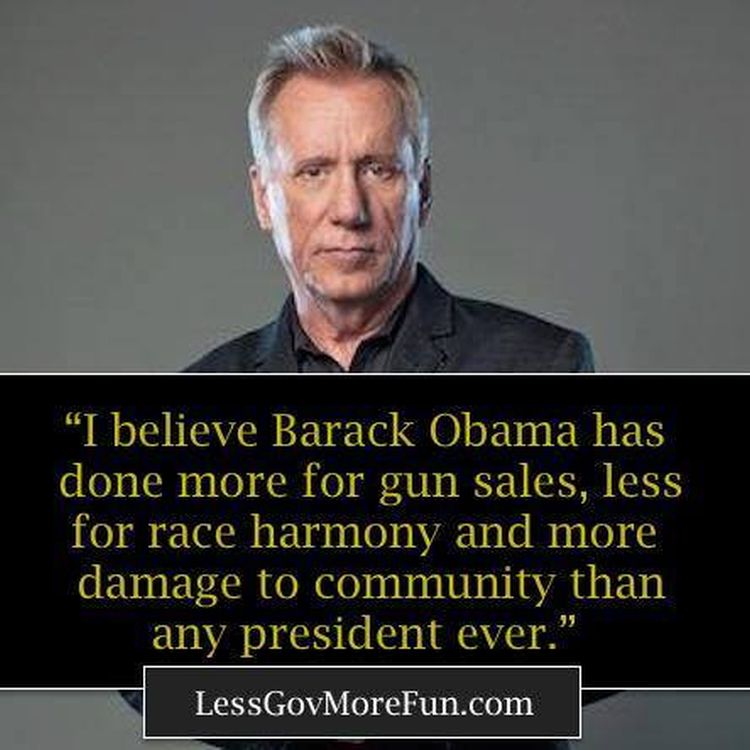 “I believe Barack Obama has
done more for gun sales, less
for race harmony and more
damage to community than
any president ever.”
LessGovMoreFun.com